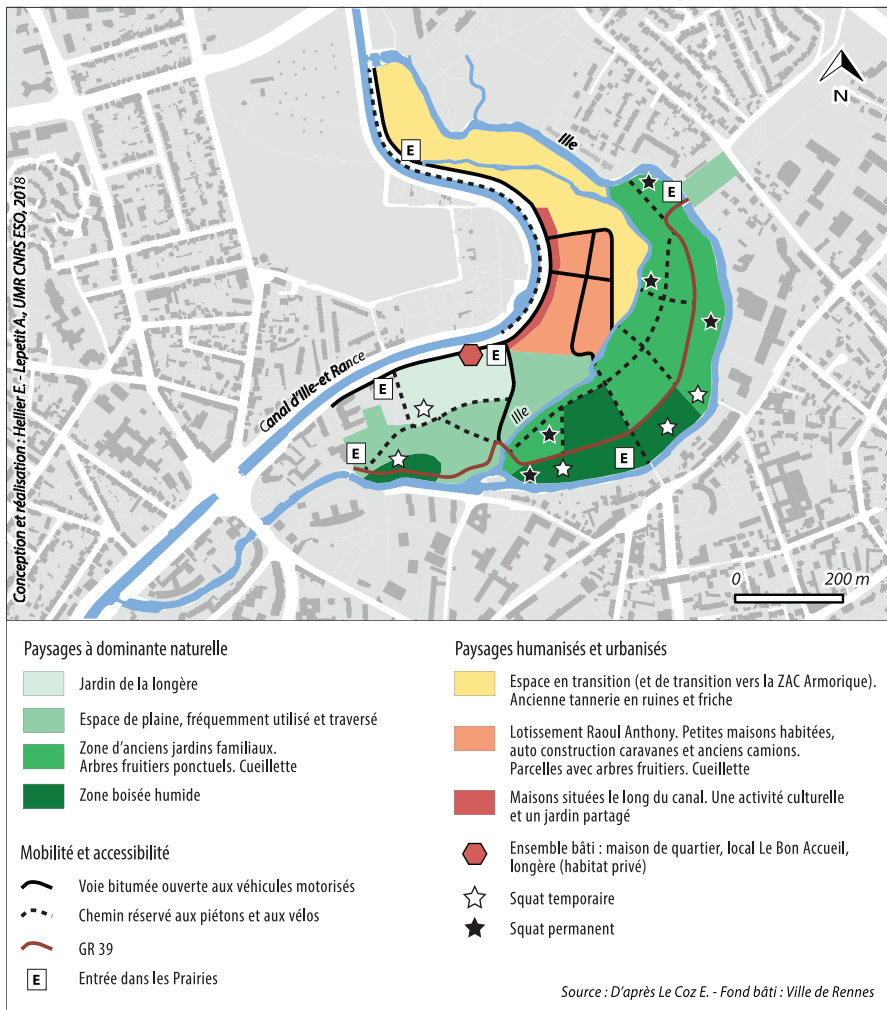 Conception et réalisation : Hellier E. - Lepetit A., UMR CNRS ESO, 2018
N
Ille
E
E
Canal d'Ille-et Rance
E
E
Ille
E
E
0 200 m
Paysages à dominante naturelle
Jardin de la longère
Espace de plaine, fréquemment utilisé et traversé
Zone d'anciens jardins familiaux.
Arbres fruitiers ponctuels. Cueillette
Zone boisée humide
Mobilité et accessibilité
Voie bitumée ouverte aux véhicules motorisés
Chemin réservé aux piétons et aux vélos
GR 39
E Entrée dans les Prairies
Paysages humanisés et urbanisés
Espace en transition (et de transition vers la ZAC Armorique).
Ancienne tannerie en ruines et friche
Lotissement Raoul Anthony. Petites maisons habitées,
auto construction caravanes et anciens camions.
Parcelles avec arbres fruitiers. Cueillette
Maisons situées le long du canal. Une activité culturelle
et un jardin partagé
Ensemble bâti : maison de quartier, local Le Bon Accueil,
longère (habitat privé)
Squat temporaire
Squat permanent
Source : D'après Le Coz E. - Fond bâti : Ville de Rennes